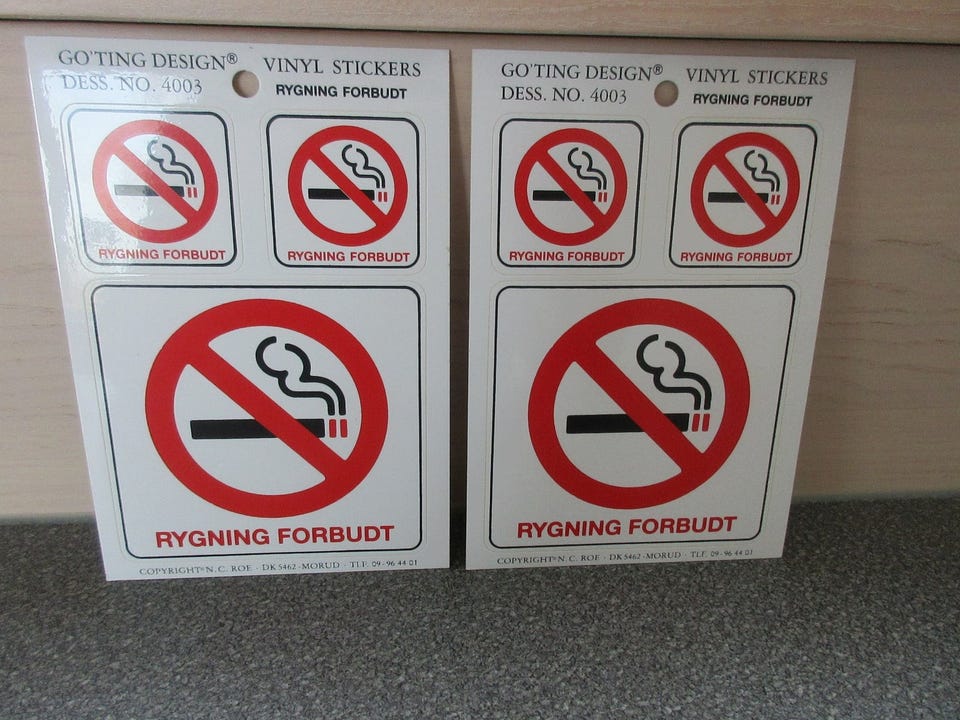 GO'TING DESIGN®
DESS. NO. 4003
VINYL STICKERS
RYGNING FORBUDT
RYGNING FORBUDT
RYGNING FORBUDT
RYGNING FORBUDT
COPYRIGHT® N.C. ROE · DK 5462 · MORUD · TLF. 09 - 96 44 01
GO'TING DESIGN®
DESS. NO. 4003
VINYL STICKERS
RYGNING FORBUDT
RYGNING FORBUDT
RYGNING FORBUDT
RYGNING FORBUDT
COPYRIGHT® N.C. ROE · DK 5462 · MORUD · TLF. 09 - 96 44 01